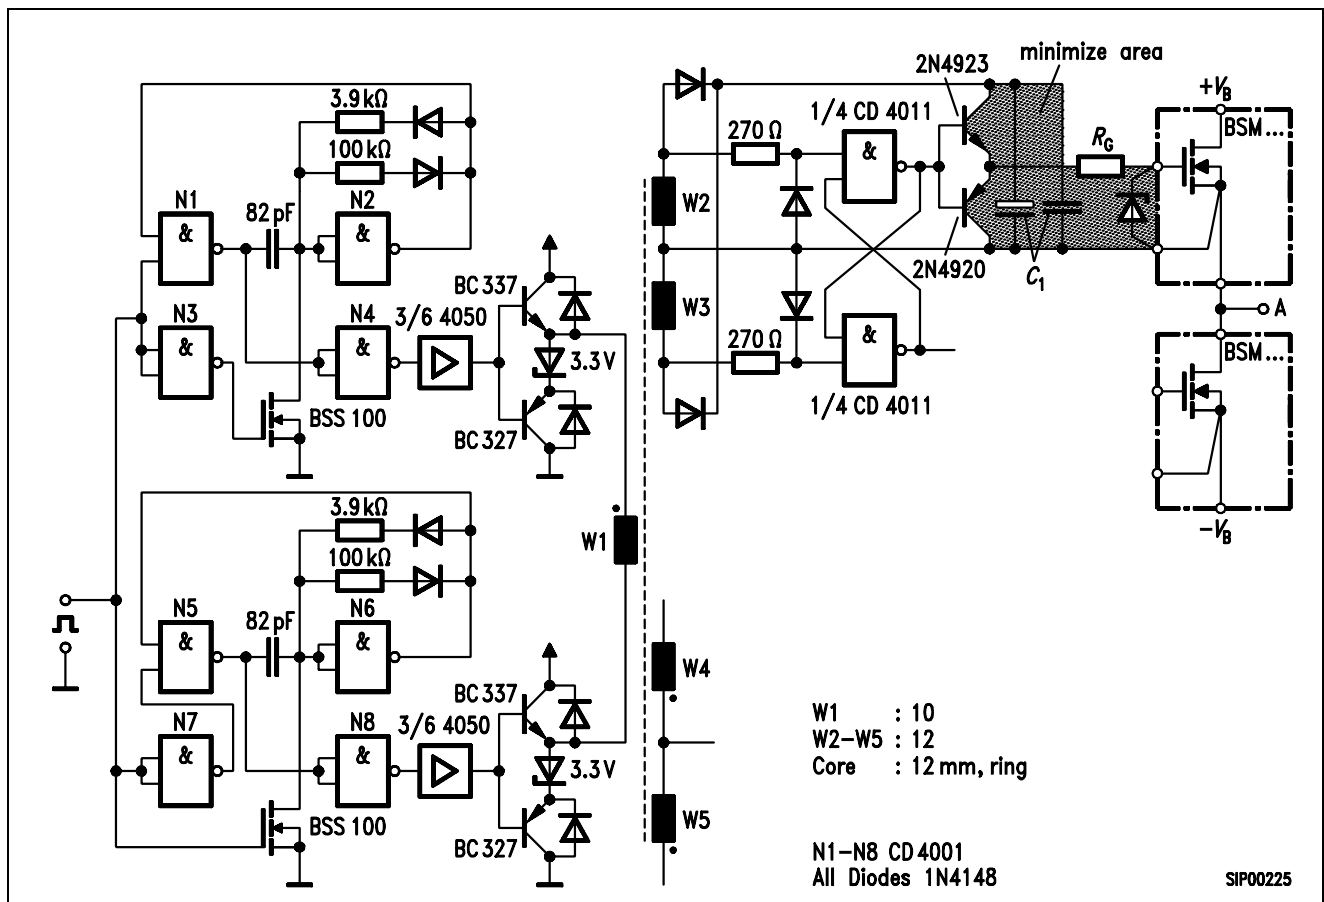 minimize area
2N4923
+VB
3.9 kΩ
1/4 CD 4011
BSM...
270 Ω
&
RG
100 kΩ
N1
82 pF
N2
W2
&
&
2N4920
C1
BC 337
W3
A
N3
N4
3/6 4050
270 Ω
&
BSM...
&
&
3.3 V
BSS 100
BC 327
1/4 CD 4011
3.9 kΩ
W1
-VB
100 kΩ
N5
82 pF
N6
&
&
W4
BC 337
N7
N8
3/6 4050
W1 : 10
W2–W5 : 12
Core : 12 mm, ring
&
&
3.3 V
BSS 100
W5
BC 327
N1–N8 CD 4001
All Diodes 1N4148
SIP00225